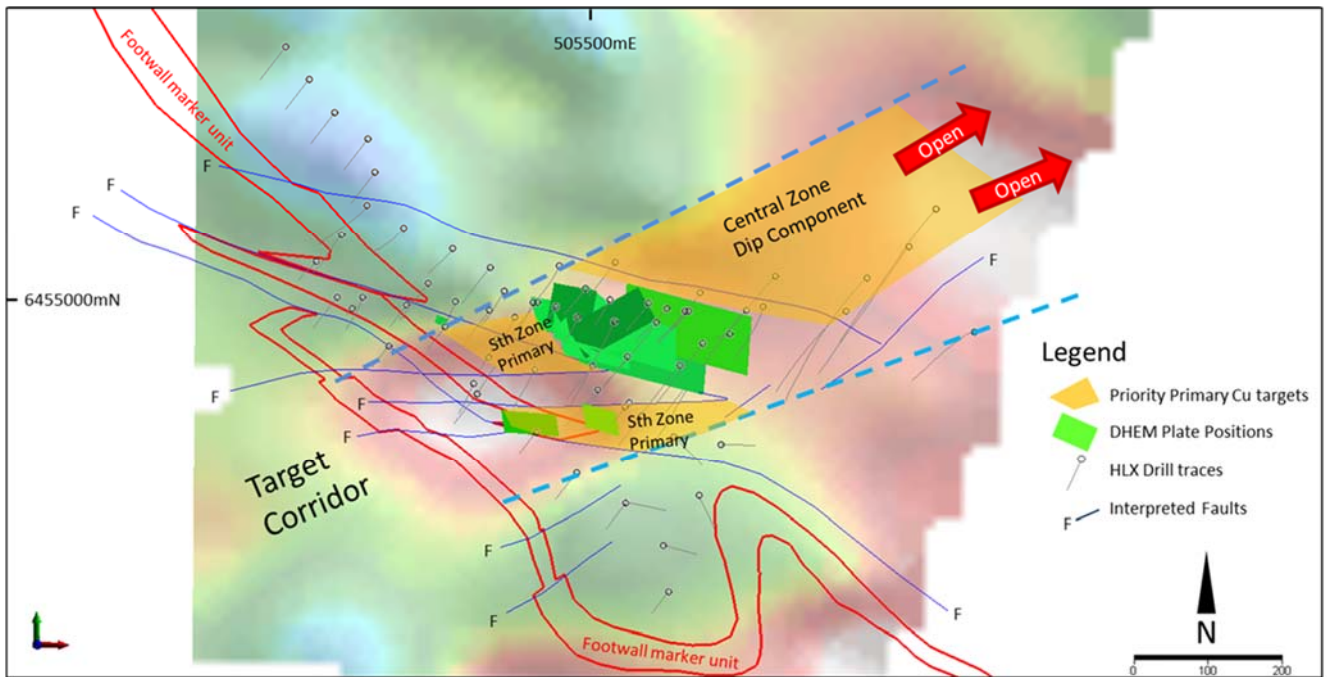 505500mE
Footwall marker unit
F
F
F
Open
Open
Central Zone
Dip Component
F
6455000mN
Sth Zone
Primary
Legend
Priority Primary Cu targets
DHEM Plate Positions
HLX Drill traces
F
Interpreted Faults
F
F
F
Sth Zone
Primary
Target
Corridor
F
F
F
Footwall marker unit
N
0
100
200